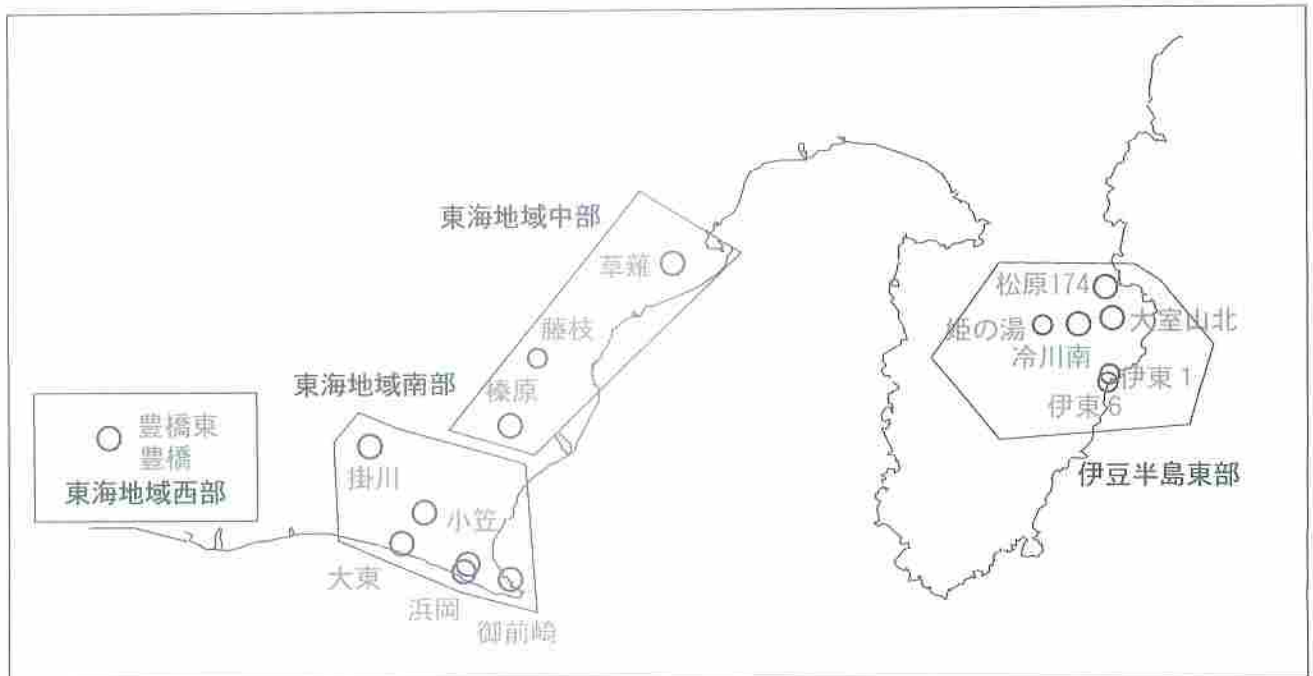 東海地域中部
草薙
藤枝
榛原
東海地域南部
掛川
小笠
大東
浜岡
御前崎
豊橋東
豊橋
東海地域西部
松原174
大室山北
姫の湯
冷川南
伊東1
伊東6
伊豆半島東部